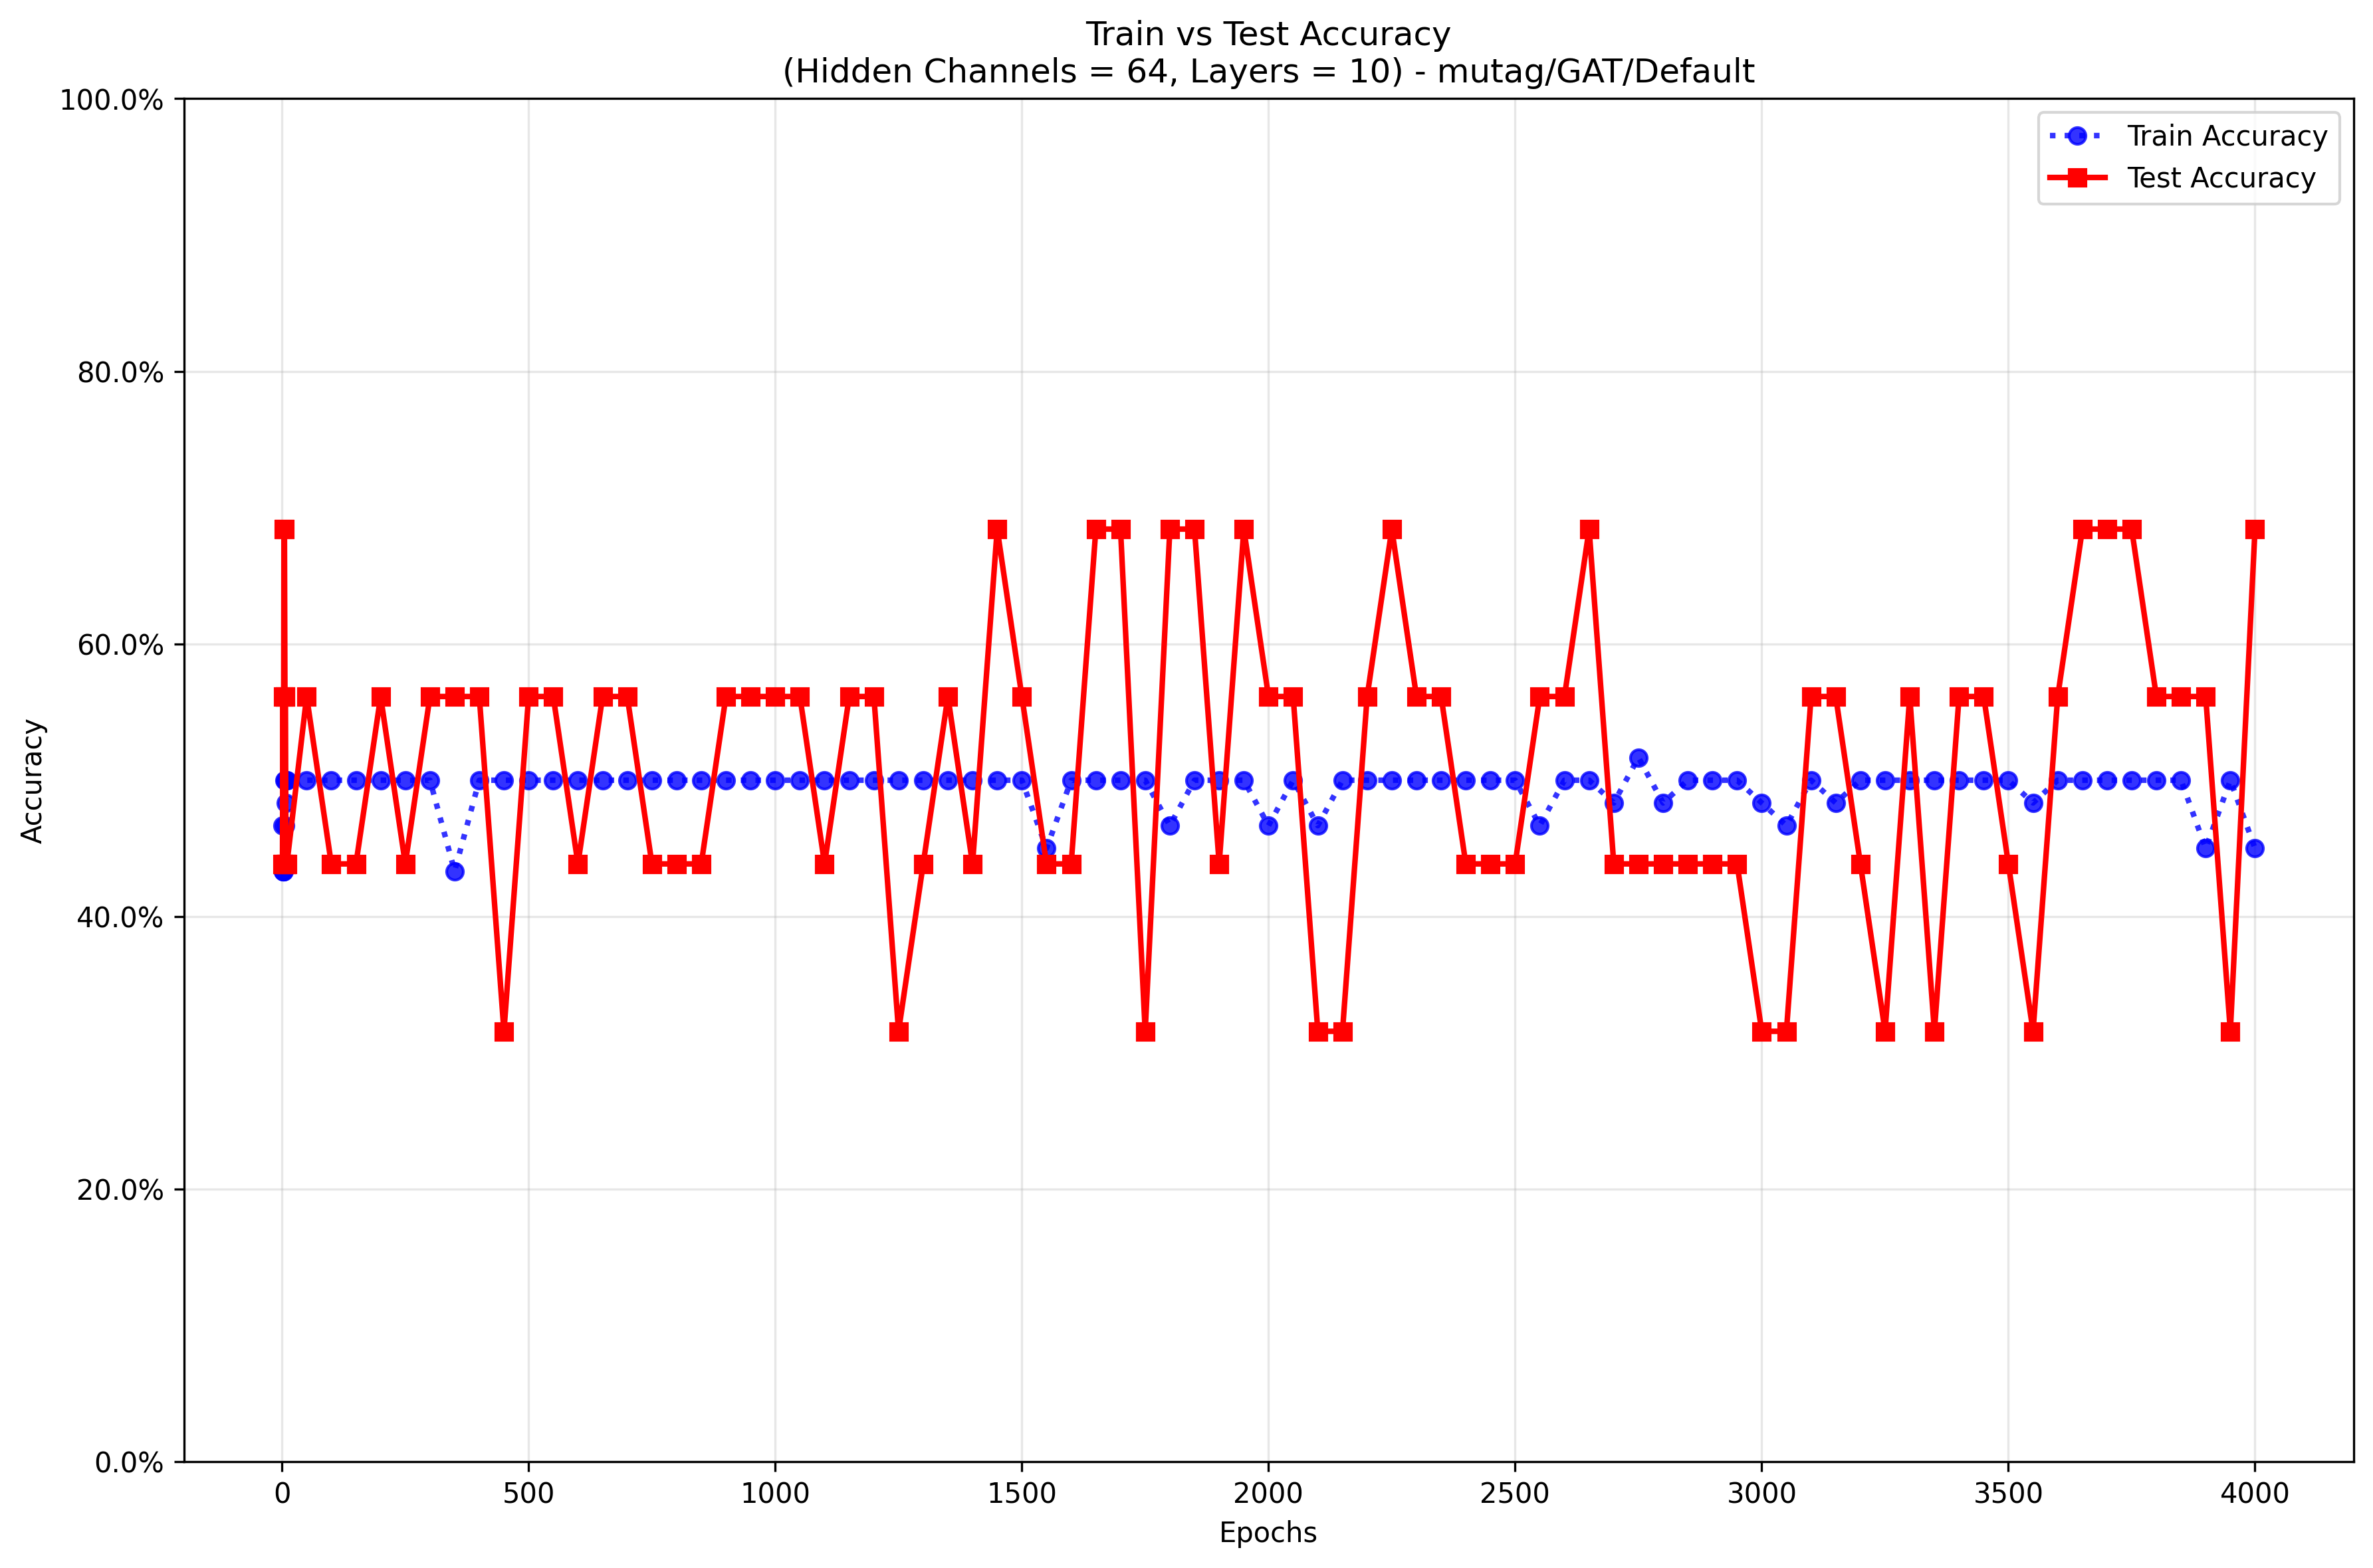 Train vs Test Accuracy
(Hidden Channels = 64, Layers = 10) - mutag/GAT/Default
100.0%
80.0%
60.0%
40.0%
20.0%
0.0%
Accuracy
Train Accuracy
Test Accuracy
0 500 1000 1500 2000 2500 3000 3500 4000
Epochs